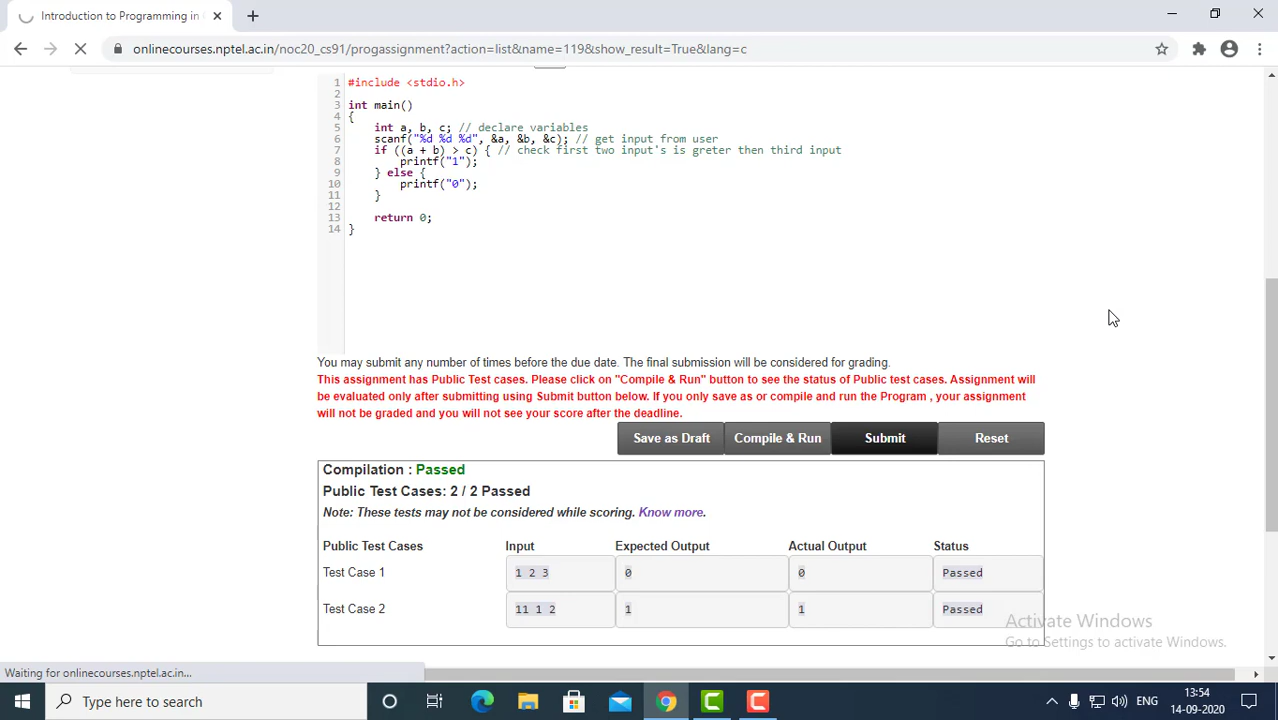 Introduction to Programming in
onlinecourses.nptel.ac.in/noc20_cs91/progassignment?action=list&name=119&show_result=True&lang=c
1 #include <stdio.h>
2
3 int main()
4 {
5 int a, b, c; // declare variables
6 scanf("%d %d %d", &a, &b, &c); // get input from user
7 if ((a + b) > c) { // check first two input's is greter then third input
8 printf("1");
9 } else {
10 printf("0");
11 }
12
13 return 0;
14 }
You may submit any number of times before the due date. The final submission will be considered for grading.
This assignment has Public Test cases. Please click on "Compile & Run" button to see the status of Public test cases. Assignment will
be evaluated only after submitting using Submit button below. If you only save as or compile and run the Program , your assignment
will not be graded and you will not see your score after the deadline.
Save as Draft Compile & Run Submit Reset
Compilation : Passed
Public Test Cases: 2 / 2 Passed
Note: These tests may not be considered while scoring. Know more.
Public Test Cases Input Expected Output Actual Output Status
Test Case 1 1 2 3 0 0 Passed
Test Case 2 11 1 2 1 1 Passed
Activate Windows
Go to Settings to activate Windows.
Waiting for onlinecourses.nptel.ac.in...
Type here to search
ENG
13:54
14-09-2020